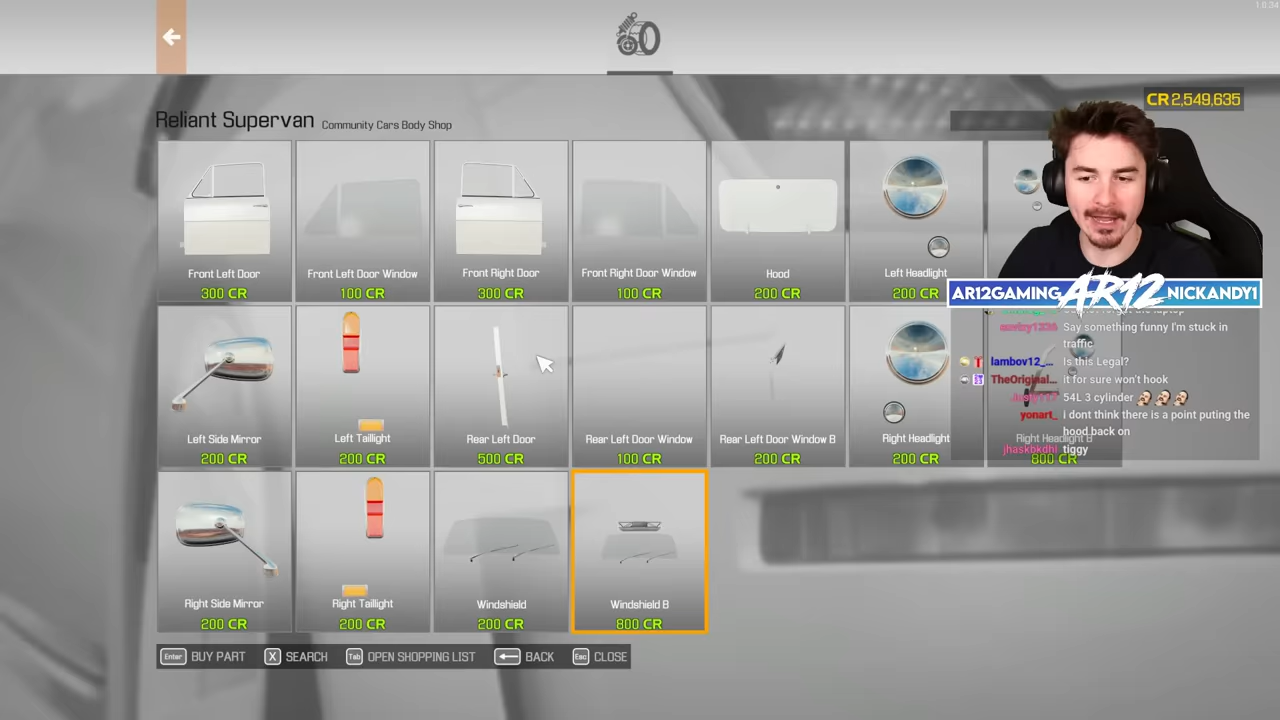 1.0.34
CR 2,549,635
Reliant Supervan Community Cars Body Shop
Front Left Door
300 CR
Front Left Door Window
100 CR
Front Right Door
300 CR
Front Right Door Window
100 CR
Hood
200 CR
Left Headlight
200 CR
AR12GAMING AR12 NICKANDY1
Say something funny I'm stuck in
traffic
lambov12_... Is this Legal?
TheOriginal... it for sure won't hook
54L 3 cylinder
yonart_ i dont think there is a point puting the
hood back on
jhaskbkdhi tiggy
Left Side Mirror
200 CR
Left Taillight
200 CR
Rear Left Door
500 CR
Rear Left Door Window
100 CR
Rear Left Door Window B
200 CR
Right Headlight
200 CR
Right Headlight B
800 CR
Right Side Mirror
200 CR
Right Taillight
200 CR
Windshield
200 CR
Windshield B
800 CR
Enter BUY PART X SEARCH Tab OPEN SHOPPING LIST BACK Esc CLOSE